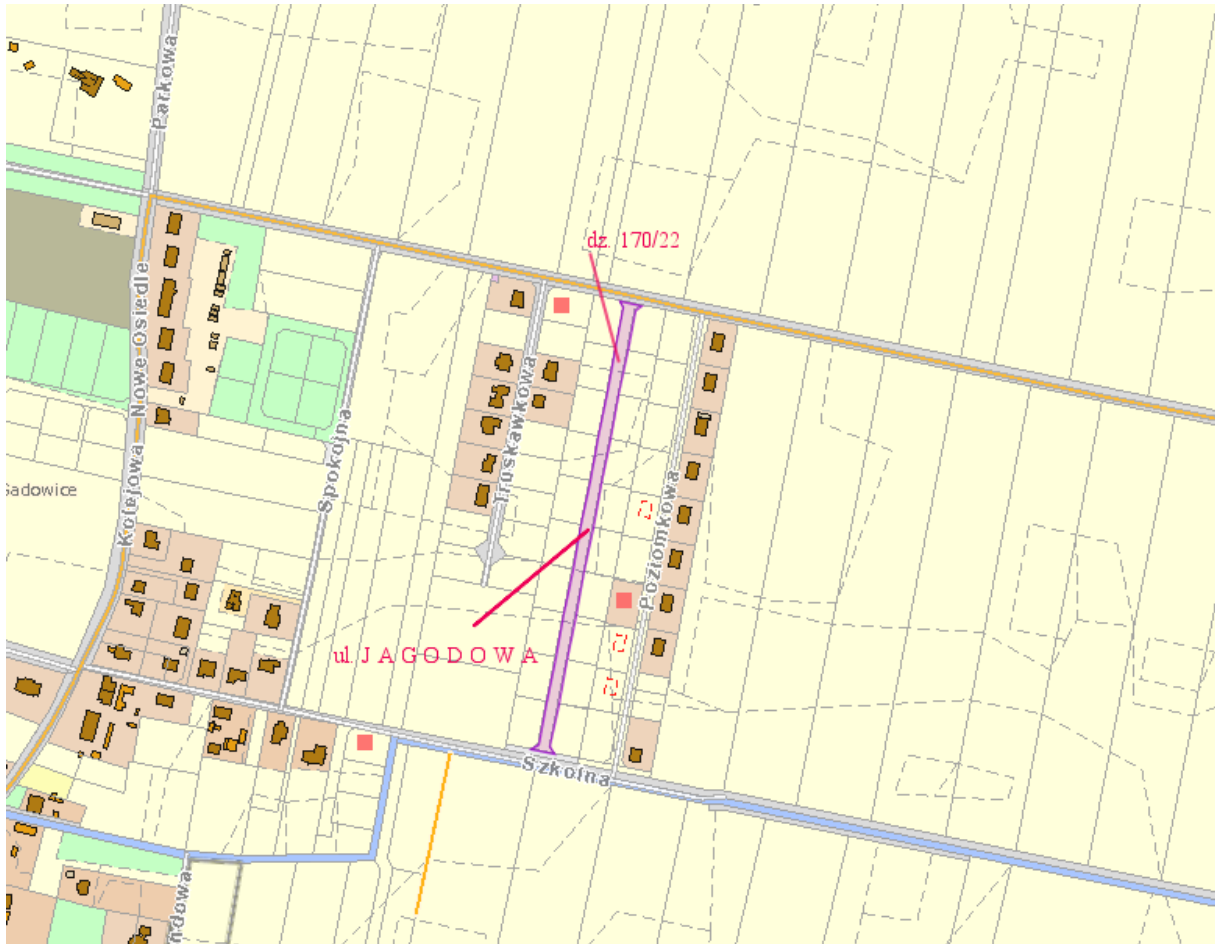 Parkowa
dz. 170/22
Nowe Osiedle
Kolejowa
Spokojna
Truskawkowa
Poziomkowa
Sadowice
ul. J A G O D O W A
Szkolna